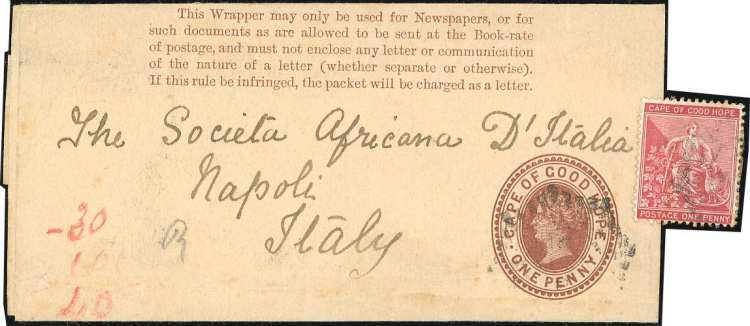 This Wrapper may only be used for Newspapers, or for
such documents as are allowed to be sent at the Book-rate
of postage, and must not enclose any letter or communication
of the nature of a letter (whether separate or otherwise).
If this rule be infringed, the packet will be charged as a letter.
The Societa Africana D'Italia
Napoli
Italy
CAPE OF GOOD HOPE
ONE PENNY
CAPE OF GOOD HOPE
POSTAGE ONE PENNY
-30
10
40